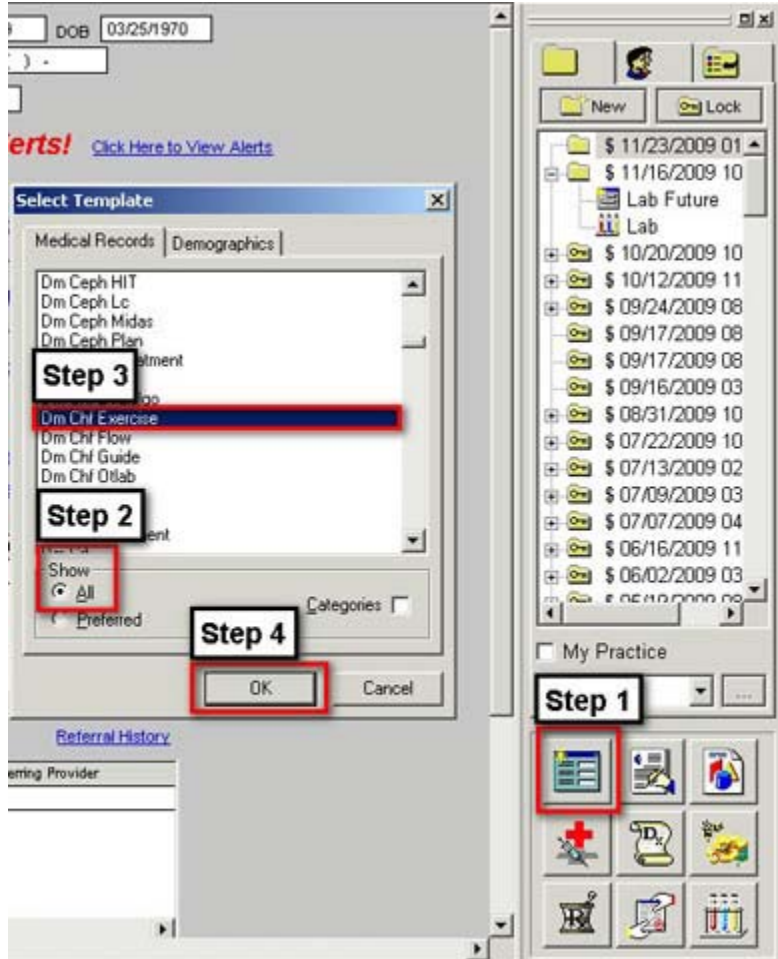 DOB 03/25/1970
) -
erts! Click Here to View Alerts
Select Template
Medical Records Demographics
Dm Ceph HIT
Dm Ceph Lc
Dm Ceph Midas
Dm Ceph Plan
Step 3
Dm Chf Exercise
Dm Chf Flow
Dm Chf Guide
Dm Chf Otlab
Step 2
Show
All
Preferred
Categories
Step 4
OK Cancel
Referral History
erring Provider
New Lock
$ 11/23/2009 01
$ 11/16/2009 10
Lab Future
Lab
$ 10/20/2009 10
$ 10/12/2009 11
$ 09/24/2009 08
$ 09/17/2009 08
$ 09/17/2009 08
$ 09/16/2009 03
$ 08/31/2009 10
$ 07/22/2009 10
$ 07/13/2009 02
$ 07/09/2009 03
$ 07/07/2009 04
$ 06/16/2009 11
$ 06/02/2009 03
My Practice
Step 1
...
Dx